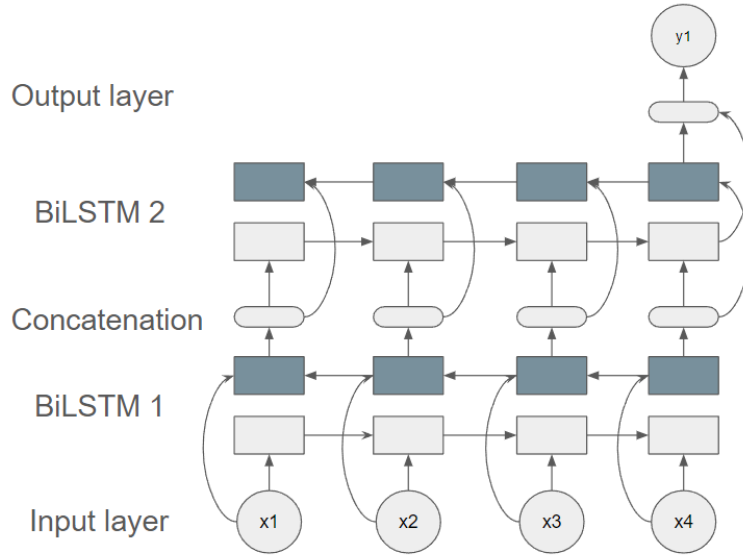 y1
Output layer
BiLSTM 2
Concatenation
BiLSTM 1
Input layer
x1
x2
x3
x4